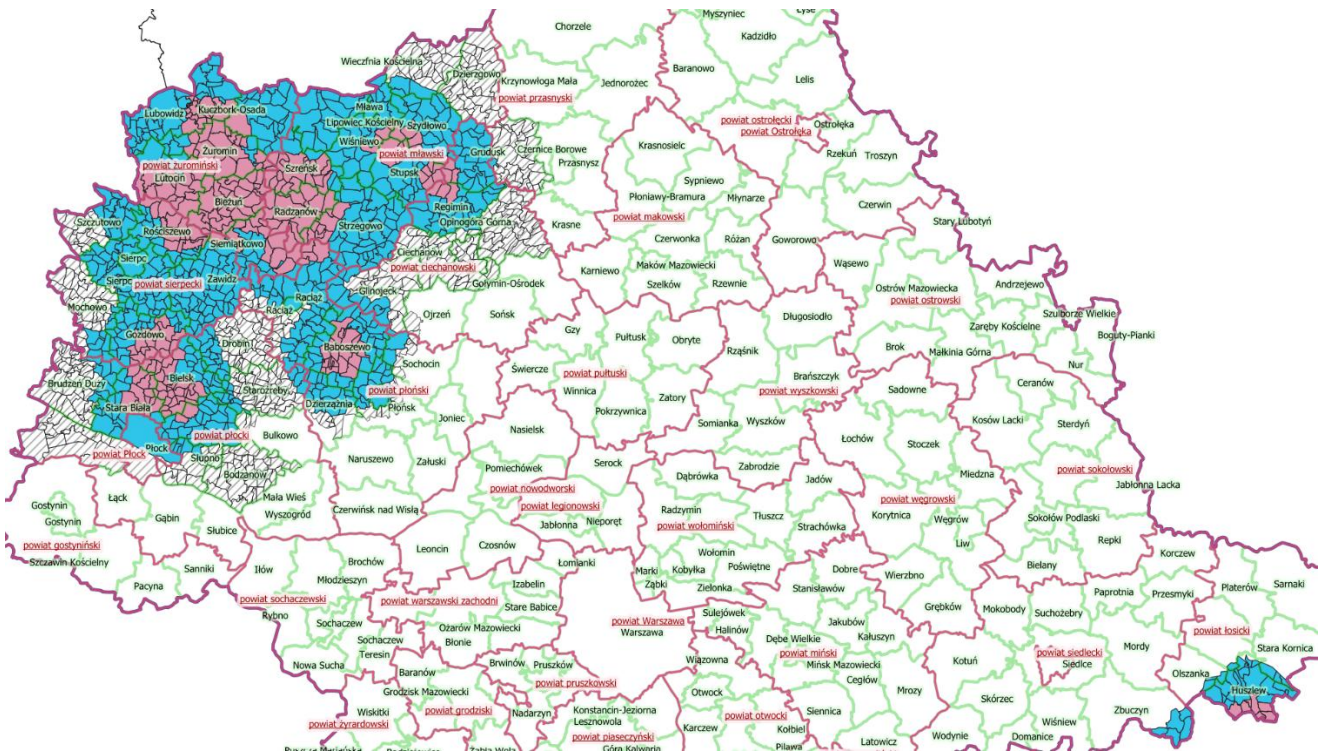 Chorzele
Myszyniec
Łyse
Kadzidło
Wieczfnia Kościelna
Dzierzgowo
Krzynowłoga Mała
Jednorożec
Baranowo
Lelis
powiat przasnyski
Lubowidz
Kuczbork-Osada
Mława
Lipowiec Kościelny
Szydłowo
powiat ostrołęcki
powiat Ostrołęka
Ostrołęka
Żuromin
Wiśniewo
powiat mławski
Grudusk
Czernice Borowe
Przasnysz
Krasnosielc
Rzekuń
Troszyn
powiat żuromiński
Szreńsk
Stupsk
Lutocin
Sypniewo
Bieżuń
Radzanów
Regimin
Płoniawy-Bramura
Młynarze
Czerwin
Szczutowo
Rościszewo
Strzegowo
Opinogóra Górna
Krasne
powiat makowski
Stary Lubotyń
Siemiątkowo
Ciechanów
Czerwonka
Różan
Goworowo
Sierpc
powiat ciechanowski
Karniewo
Maków Mazowiecki
Wąsewo
Sierpc
powiat sierpecki
Zawidz
Glinojeck
Gołymin-Ośrodek
Szelków
Rzewnie
Ostrów Mazowiecka
Andrzejewo
powiat ostrowski
Mochowo
Raciąż
Raciąż
Ojrzeń
Sońsk
Długosiodło
Szulborze Wielkie
Gozdowo
Drobin
Baboszewo
Gzy
Pułtusk
Obryte
Zaręby Kościelne
Boguty-Pianki
Rząśnik
Brok
Małkinia Górna
Sochocin
Świercze
powiat pułtuski
Nur
Brudzeń Duży
Bielsk
Staroźreby
powiat płoński
Winnica
Brańszczyk
powiat wyszkowski
Sadowne
Ceranów
Stara Biała
Dzierzążnia
Płońsk
Joniec
Pokrzywnica
Zatory
Kosów Lacki
Sterdyń
powiat płocki
Bulkowo
Nasielsk
Somianka
Wyszków
Łochów
Stoczek
Płock
powiat Płock
Słupno
Naruszewo
Załuski
Pomiechówek
Serock
Dąbrówka
Zabrodzie
Jadów
Miedzna
powiat sokołowski
Bodzanów
Jabłonna Lacka
Łąck
Mała Wieś
powiat nowodworski
Radzymin
powiat węgrowski
Gostynin
Wyszogród
Czerwińsk nad Wisłą
powiat legionowski
Tłuszcz
Korytnica
Gąbin
Jabłonna
Nieporęt
powiat wołomiński
Strachówka
Węgrów
Sokołów Podlaski
Gostynin
Słubice
Liw
Repki
powiat gostyniński
Leoncin
Czosnów
Wołomin
Szczawin Kościelny
Sanniki
Iłów
Brochów
Łomianki
Marki
Kobyłka
Poświętne
Dobre
Wierzbno
Bielany
Korczew
Pacyna
Młodzieszyn
Izabelin
Ząbki
Zielonka
Stanisławów
Platerów
Sarnaki
powiat sochaczewski
powiat warszawski zachodni
Stare Babice
Sulejówek
Grębków
Mokobody
Suchożebry
Paprotnia
Przesmyki
Rybno
Sochaczew
Ożarów Mazowiecki
powiat Warszawa
Warszawa
Halinów
Jakubów
Sochaczew
Błonie
Dębe Wielkie
Kałuszyn
powiat łosicki
Teresin
powiat miński
Mordy
Stara Kornica
Nowa Sucha
Baranów
Brwinów
Pruszków
Wiązowna
Mińsk Mazowiecki
Kotuń
powiat siedlecki
Siedlce
Olszanka
Grodzisk Mazowiecki
powiat pruszkowski
Cegłów
Huszlew
Wiskitki
powiat grodziski
Nadarzyn
Konstancin-Jeziorna
Otwock
Siennica
Mrozy
Skórzec
Zbuczyn
powiat żyrardowski
Lesznowola
Karczew
powiat otwocki
Kołbiel
Wiśniew
powiat piaseczyński
Wodynie
Domanice
Góra Kalwaria
Pilawa
Latowicz
Żabia Wola